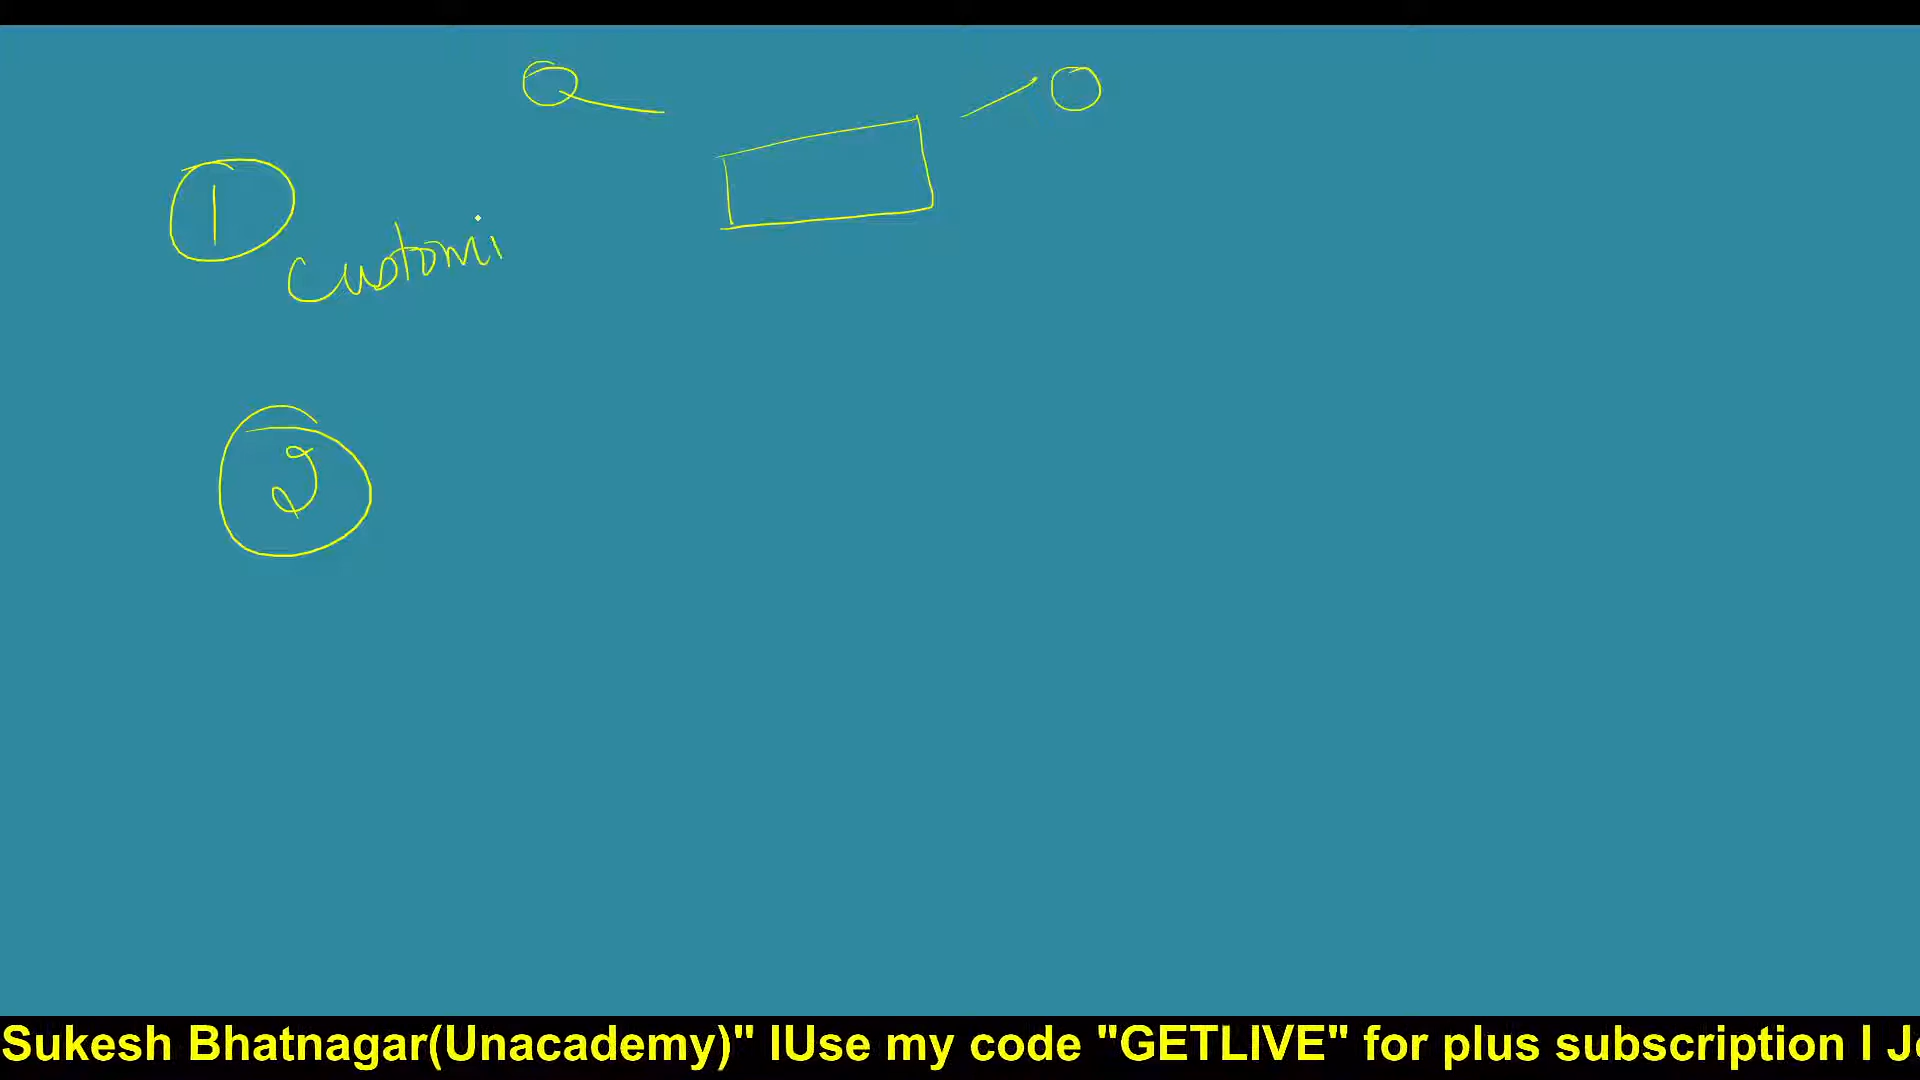 1
Customi
2
Sukesh Bhatnagar(Unacademy)" IUse my code "GETLIVE" for plus subscription I Jo